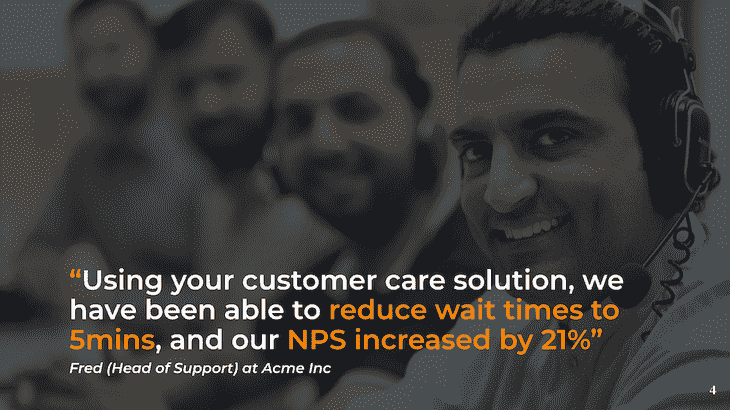 “Using your customer care solution, we
have been able to reduce wait times to
5mins, and our NPS increased by 21%”
Fred (Head of Support) at Acme Inc
4